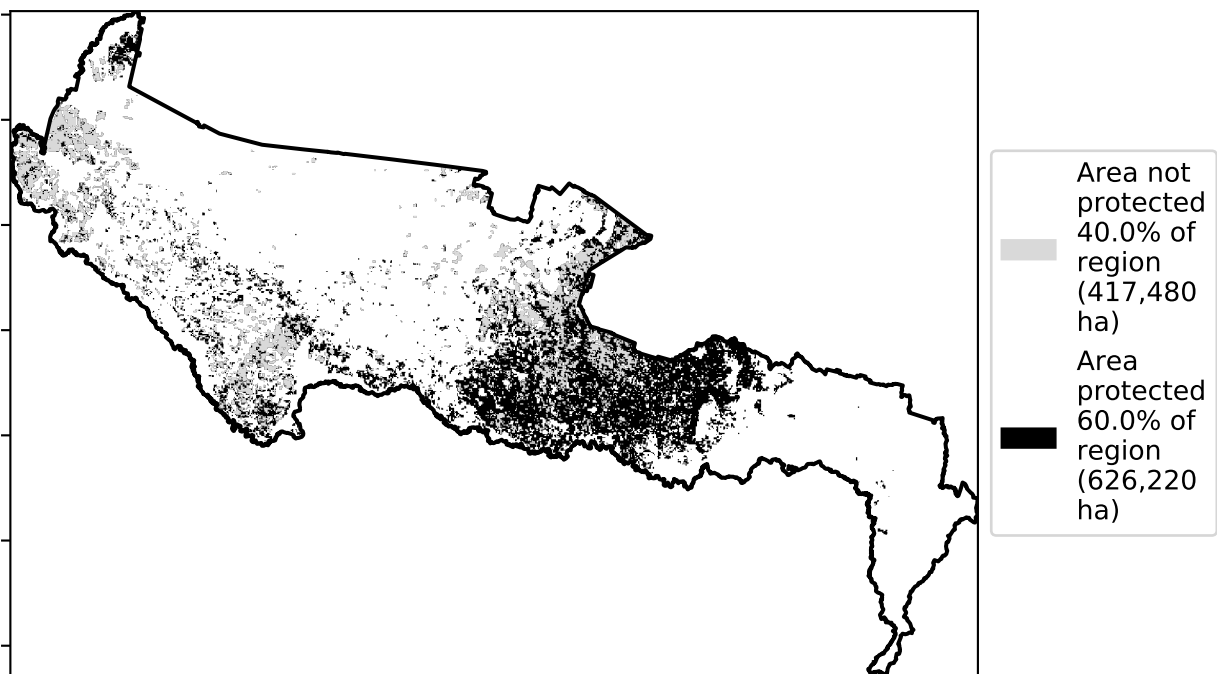 Area not
protected
40.0% of
region
(417,480
ha)
Area
protected
60.0% of
region
(626,220
ha)